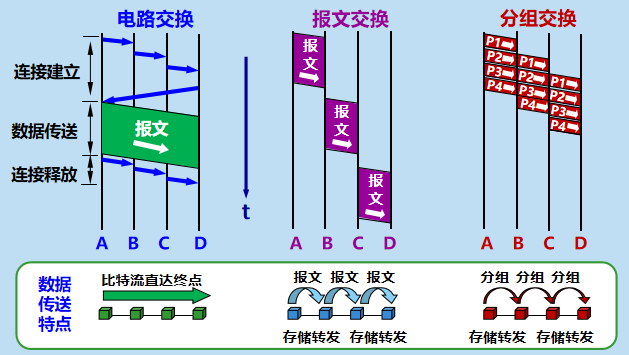 电路交换
报文交换
分组交换
连接建立
数据传送
连接释放
报文
报文
报文
报文
P1
P2
P3
P4
P1
P2
P3
P4
P1
P2
P3
P4
t
A B C D
A B C D
A B C D
数据
传送
特点
比特流直达终点
报文 报文 报文
存储转发 存储转发
分组 分组 分组
存储转发 存储转发